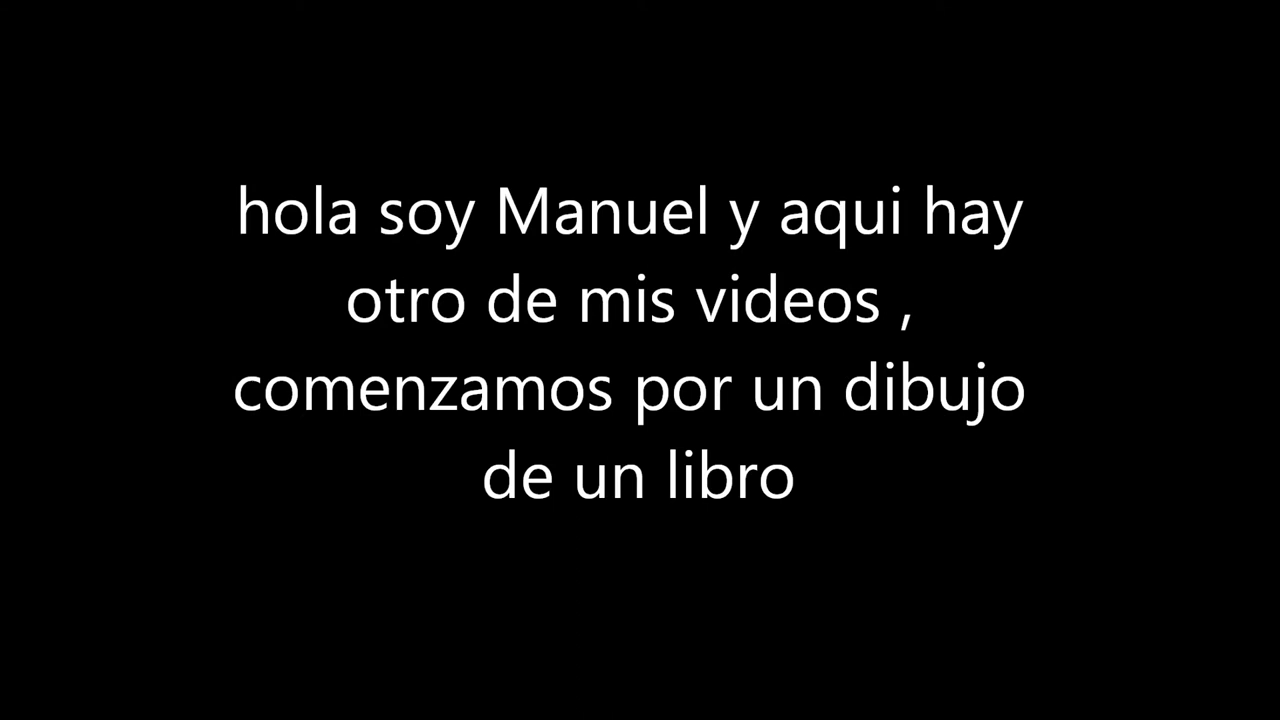 hola soy Manuel y aqui hay
otro de mis videos ,
comenzamos por un dibujo
de un libro